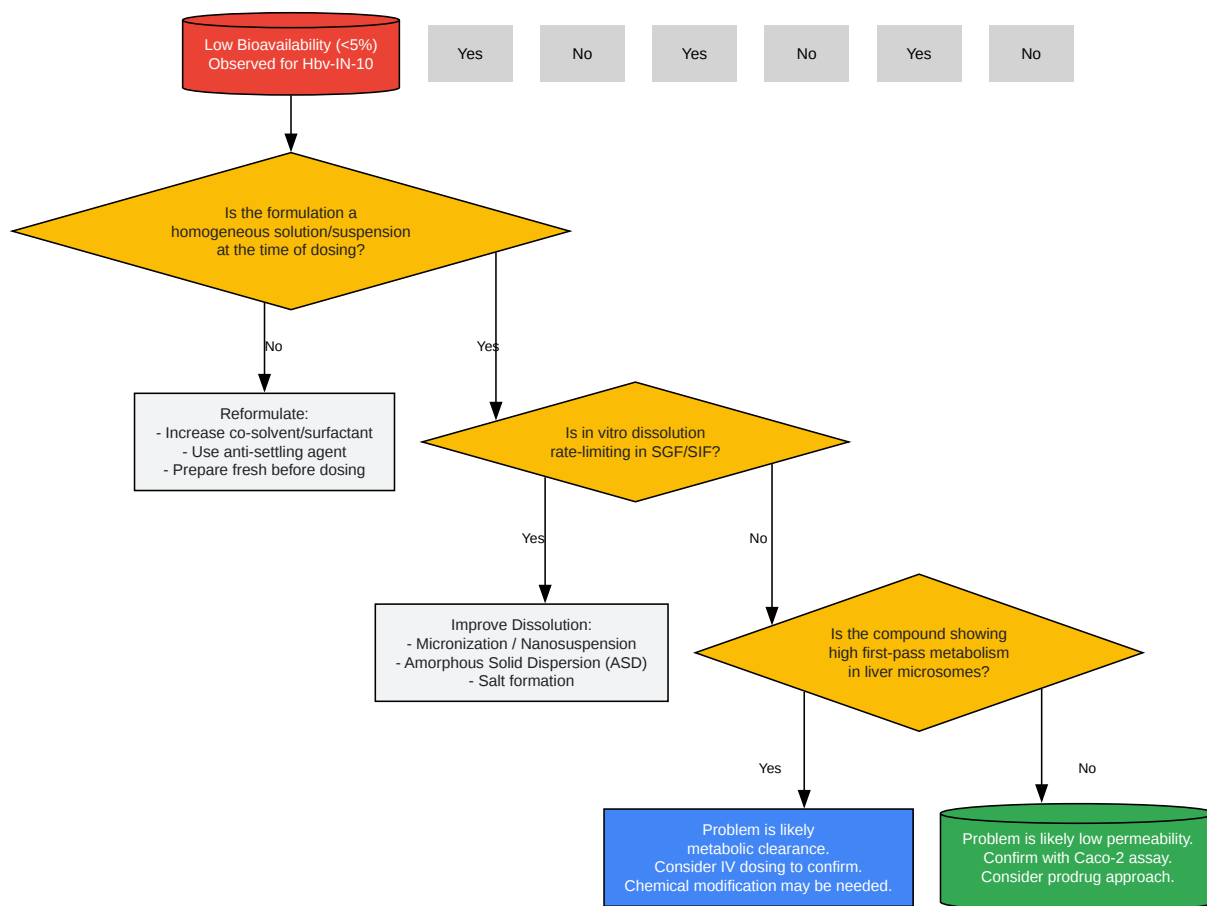 Low Bioavailability (<5%)
Observed for Hbv-IN-10
Yes
No
Yes
No
Yes
No
Is the formulation a
homogeneous solution/suspension
at the time of dosing?
No
Yes
Reformulate:
- Increase co-solvent/surfactant
- Use anti-settling agent
- Prepare fresh before dosing
Is in vitro dissolution
rate-limiting in SGF/SIF?
Yes
No
Improve Dissolution:
- Micronization / Nanosuspension
- Amorphous Solid Dispersion (ASD)
- Salt formation
Is the compound showing
high first-pass metabolism
in liver microsomes?
Yes
No
Problem is likely
metabolic clearance.
Consider IV dosing to confirm.
Chemical modification may be needed.
Problem is likely low permeability.
Confirm with Caco-2 assay.
Consider prodrug approach.